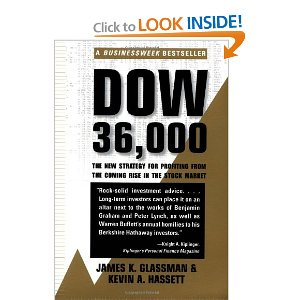 Click to LOOK INSIDE!
A BUSINESSWEEK BESTSELLER
DOW
36,000
THE NEW STRATEGY FOR PROFITING FROM
THE COMING RISE IN THE STOCK MARKET
"Rock-solid investment advice. . . .
Long-term investors can place it on an
altar next to the works of Benjamin
Graham and Peter Lynch, as well as
Warren Buffett's annual homilies to his
Berkshire Hathaway investors."
—Knight A. Kiplinger,
Kiplinger's Personal Finance Magazine
JAMES K. GLASSMAN &
KEVIN A. HASSETT